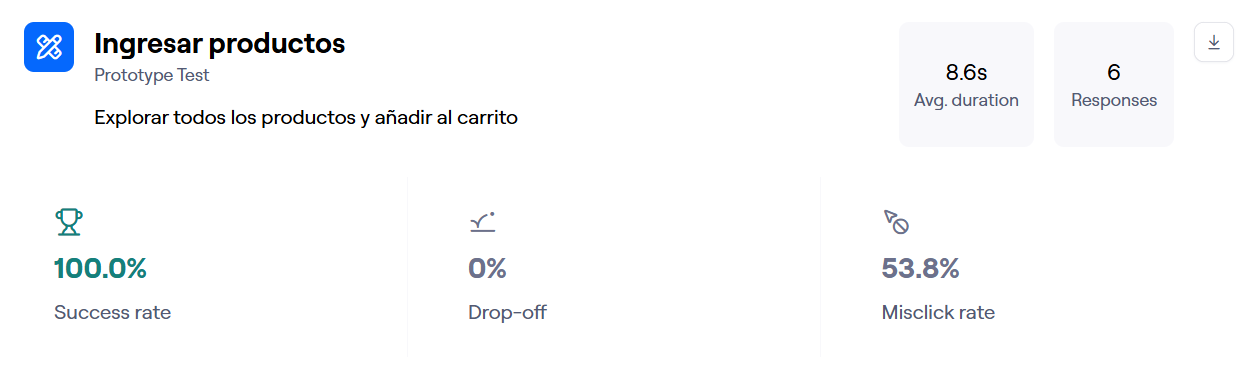 Ingresar productos
Prototype Test
Explorar todos los productos y añadir al carrito
8.6s
Avg. duration
6
Responses
100.0%
Success rate
0%
Drop-off
53.8%
Misclick rate